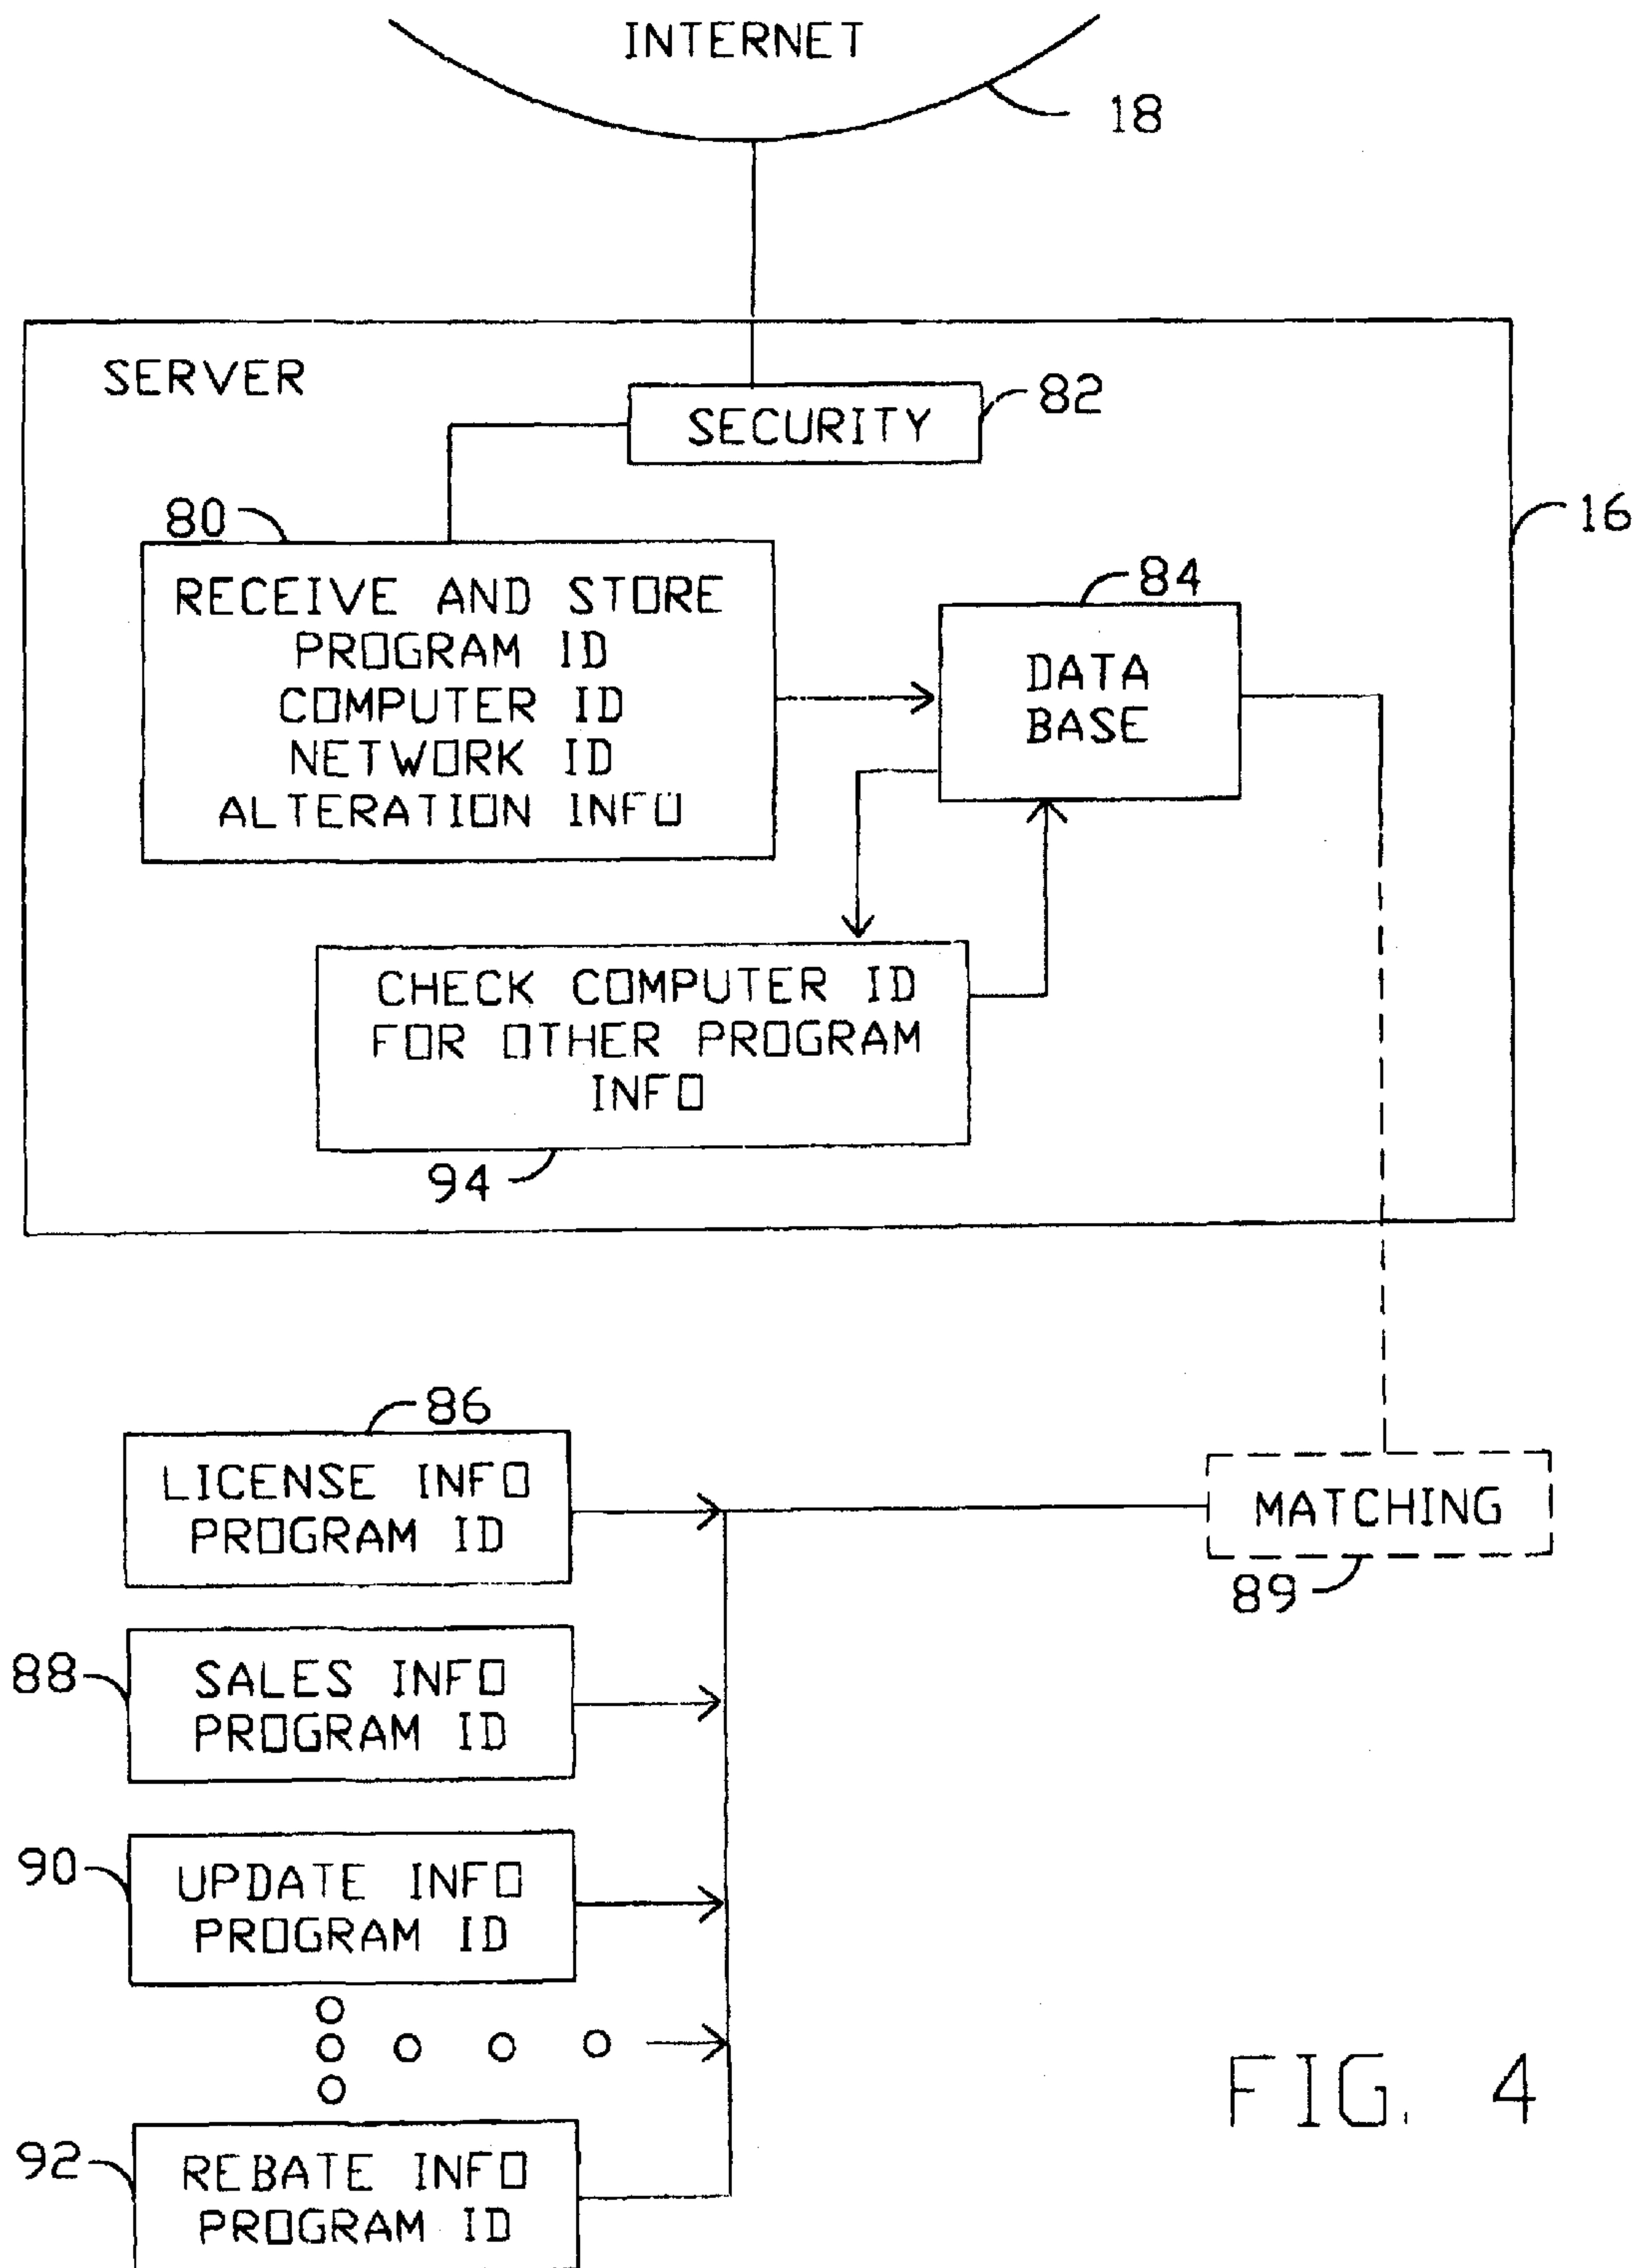 INTERNET
18
SERVER
SECURITY
82
16
80
RECEIVE AND STORE
PROGRAM ID
COMPUTER ID
NETWORK ID
ALTERATION INFO
84
DATA
BASE
CHECK COMPUTER ID
FOR OTHER PROGRAM
INFO
94
86
LICENSE INFO
PROGRAM ID
MATCHING
89
88
SALES INFO
PROGRAM ID
90
UPDATE INFO
PROGRAM ID
92
REBATE INFO
PROGRAM ID
FIG. 4